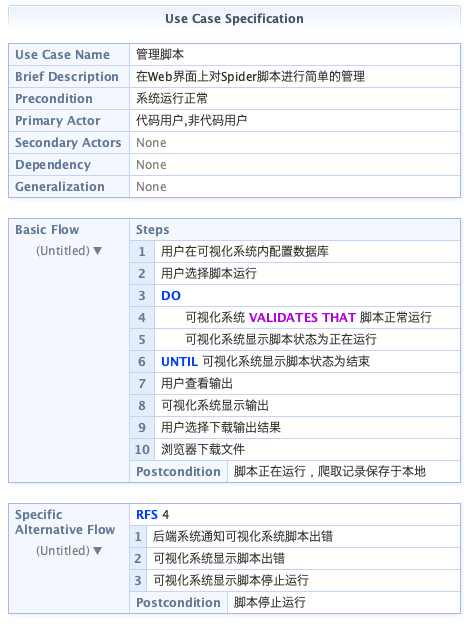 Use Case Specification
Use Case Name 管理脚本
Brief Description 在Web界面上对Spider脚本进行简单的管理
Precondition 系统运行正常
Primary Actor 代码用户,非代码用户
Secondary Actors None
Dependency None
Generalization None
Basic Flow Steps
(Untitled) ▼
1 用户在可视化系统内配置数据库
2 用户选择脚本运行
3 DO
4 可视化系统 VALIDATES THAT 脚本正常运行
5 可视化系统显示脚本状态为正在运行
6 UNTIL 可视化系统显示脚本状态为结束
7 用户查看输出
8 可视化系统显示输出
9 用户选择下载输出结果
10 浏览器下载文件
Postcondition 脚本正在运行，爬取记录保存于本地
Specific
Alternative Flow
(Untitled) ▼
RFS 4
1 后端系统通知可视化系统脚本出错
2 可视化系统显示脚本出错
3 可视化系统显示脚本停止运行
Postcondition 脚本停止运行